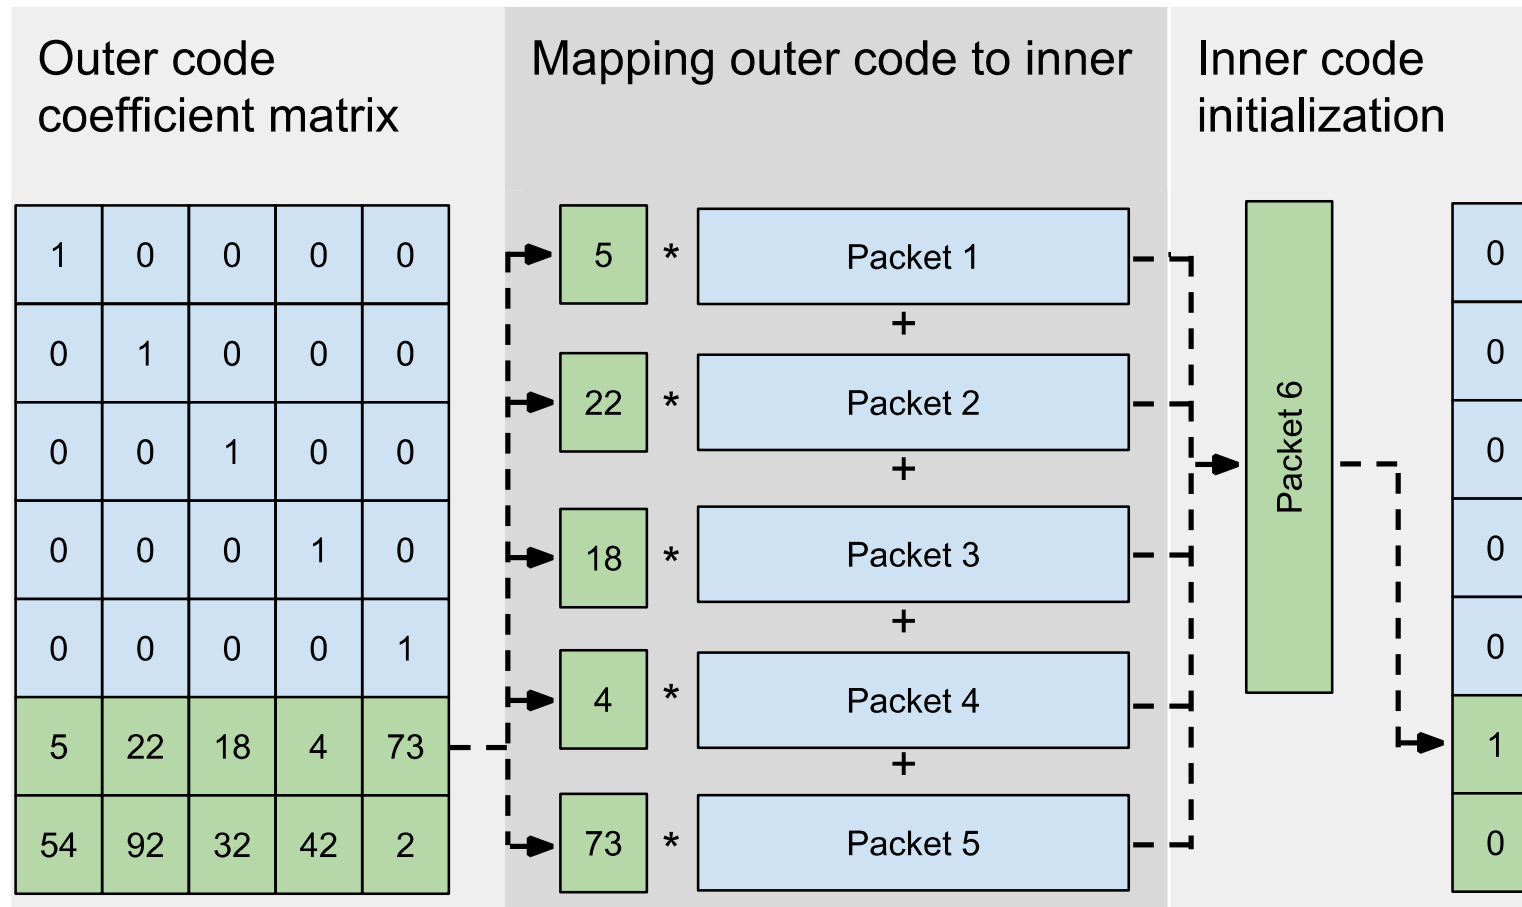 Outer code
coefficient matrix
Mapping outer code to inner
Inner code
initialization
1 0 0 0 0
0 1 0 0 0
0 0 1 0 0
0 0 0 1 0
0 0 0 0 1
5 22 18 4 73
54 92 32 42 2
5 * Packet 1
+
22 * Packet 2
+
18 * Packet 3
+
4 * Packet 4
+
73 * Packet 5
Packet 6
0
0
0
0
0
1
0